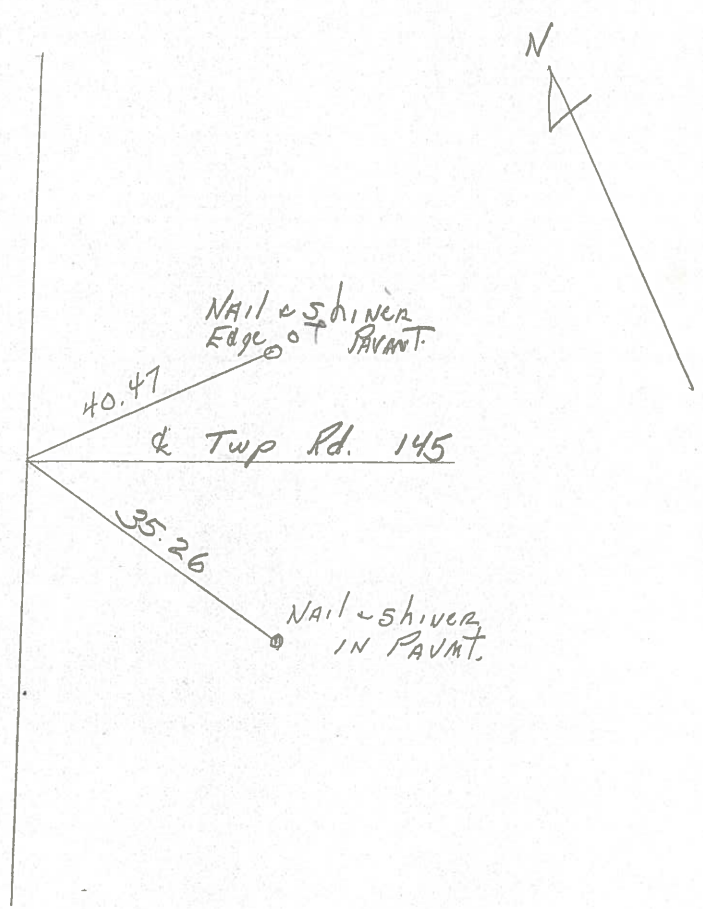 N
NAIL & ShINER
Edge of PAVMT.
40.47
℄ Twp Rd. 145
35.26
NAIL & ShINER
IN PAVMT.